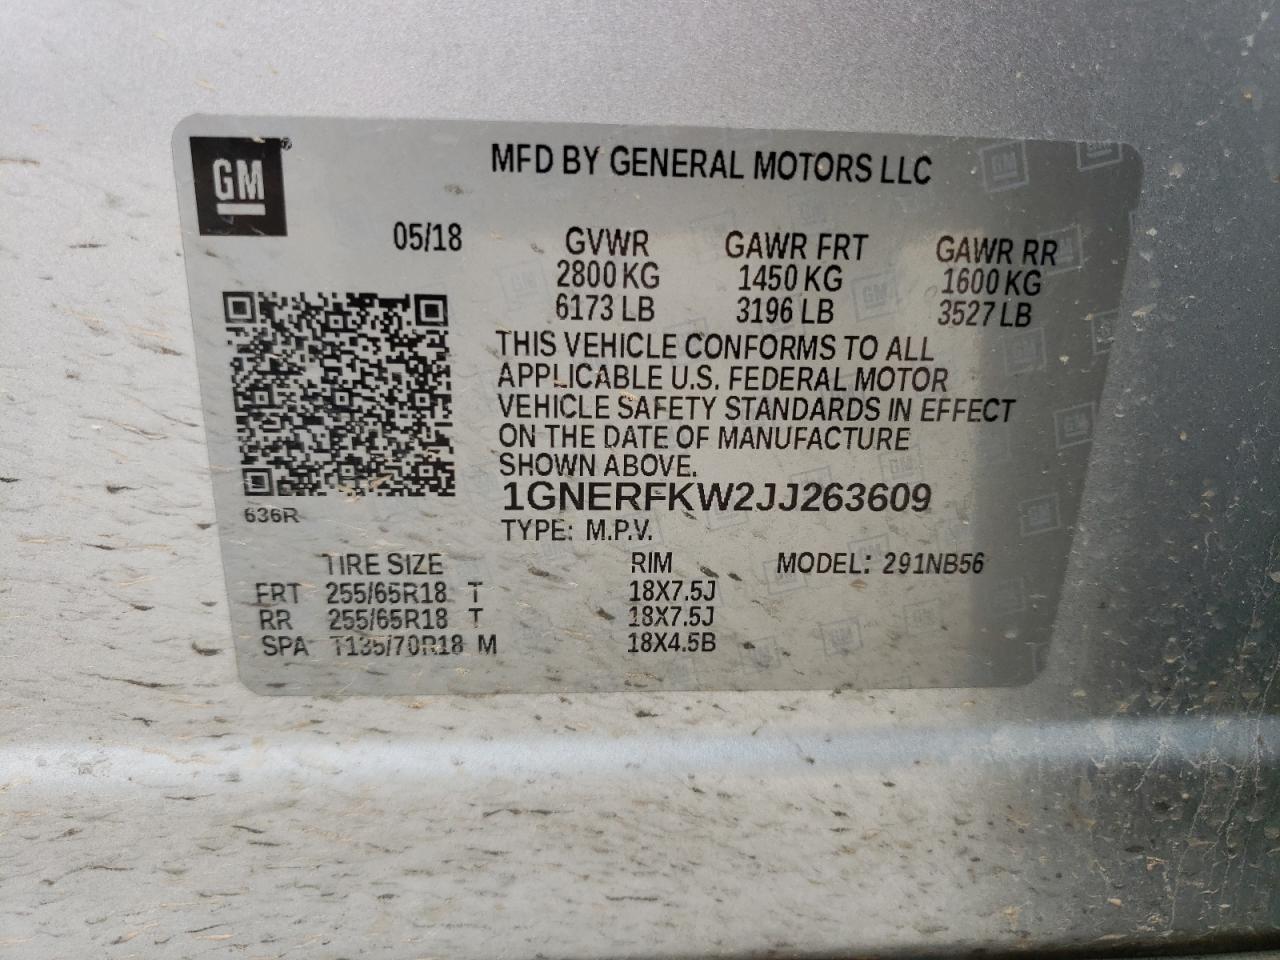 GM
MFD BY GENERAL MOTORS LLC
05/18 GVWR GAWR FRT GAWR RR
2800 KG 1450 KG 1600 KG
6173 LB 3196 LB 3527 LB
THIS VEHICLE CONFORMS TO ALL
APPLICABLE U.S. FEDERAL MOTOR
VEHICLE SAFETY STANDARDS IN EFFECT
ON THE DATE OF MANUFACTURE
SHOWN ABOVE.
1GNERFKW2JJ263609
636R
TYPE: M.P.V.
TIRE SIZE RIM MODEL: 291NB56
FRT 255/65R18 T 18X7.5J
RR 255/65R18 T 18X7.5J
SPA T135/70R18 M 18X4.5B